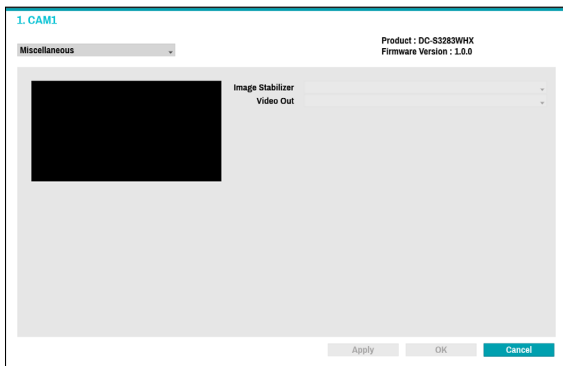 1. CAM1
Miscellaneous
Product : DC-S3283WHX
Firmware Version : 1.0.0
Image Stabilizer
Video Out
Apply
OK
Cancel